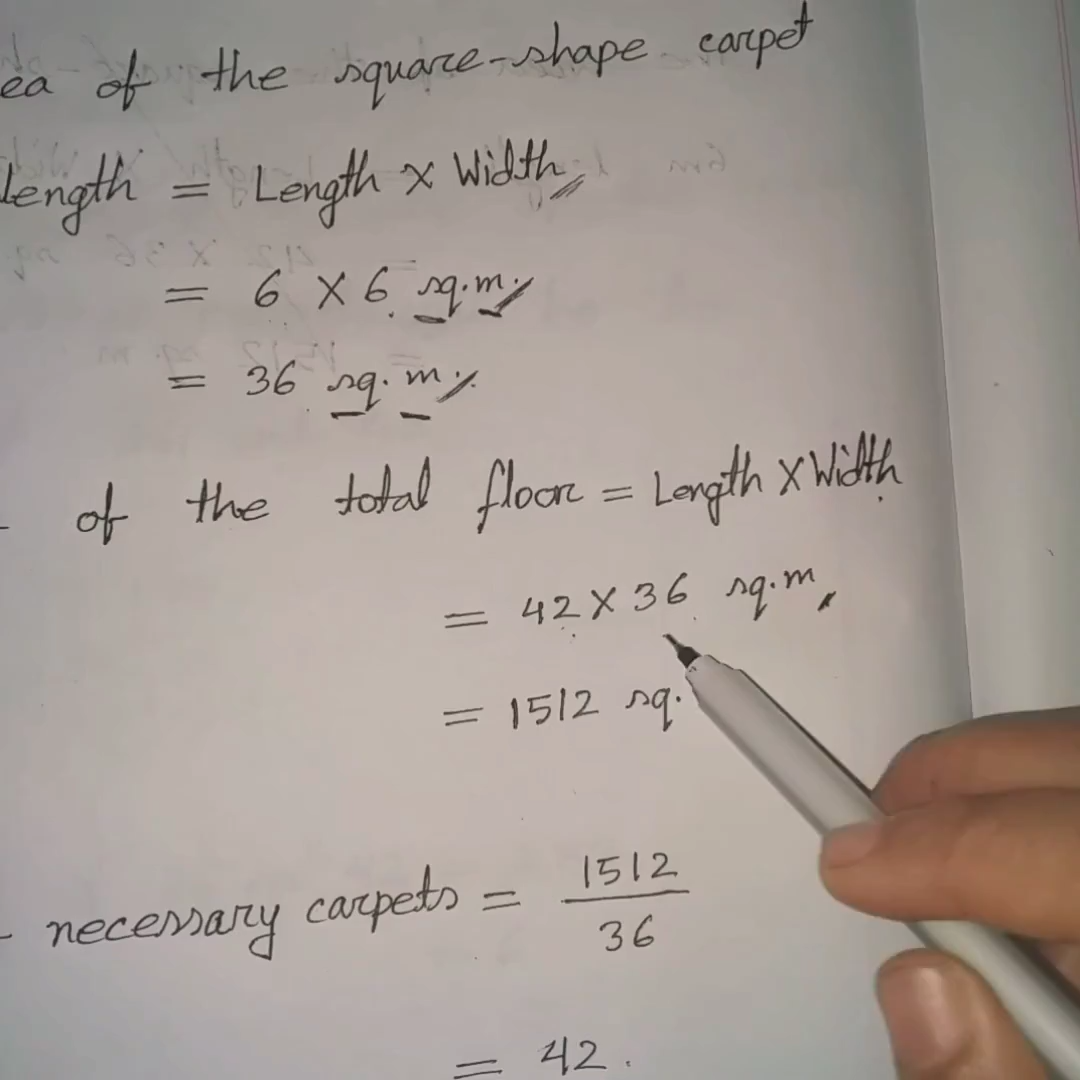 ea of the square-shape carpet
length = Length × Width
= 6 × 6 sq.m.
= 36 sq. m.
of the total floor = Length × Width
= 42 × 36 sq.m
= 1512 sq.
necessary carpets = 1512
36
= 42.